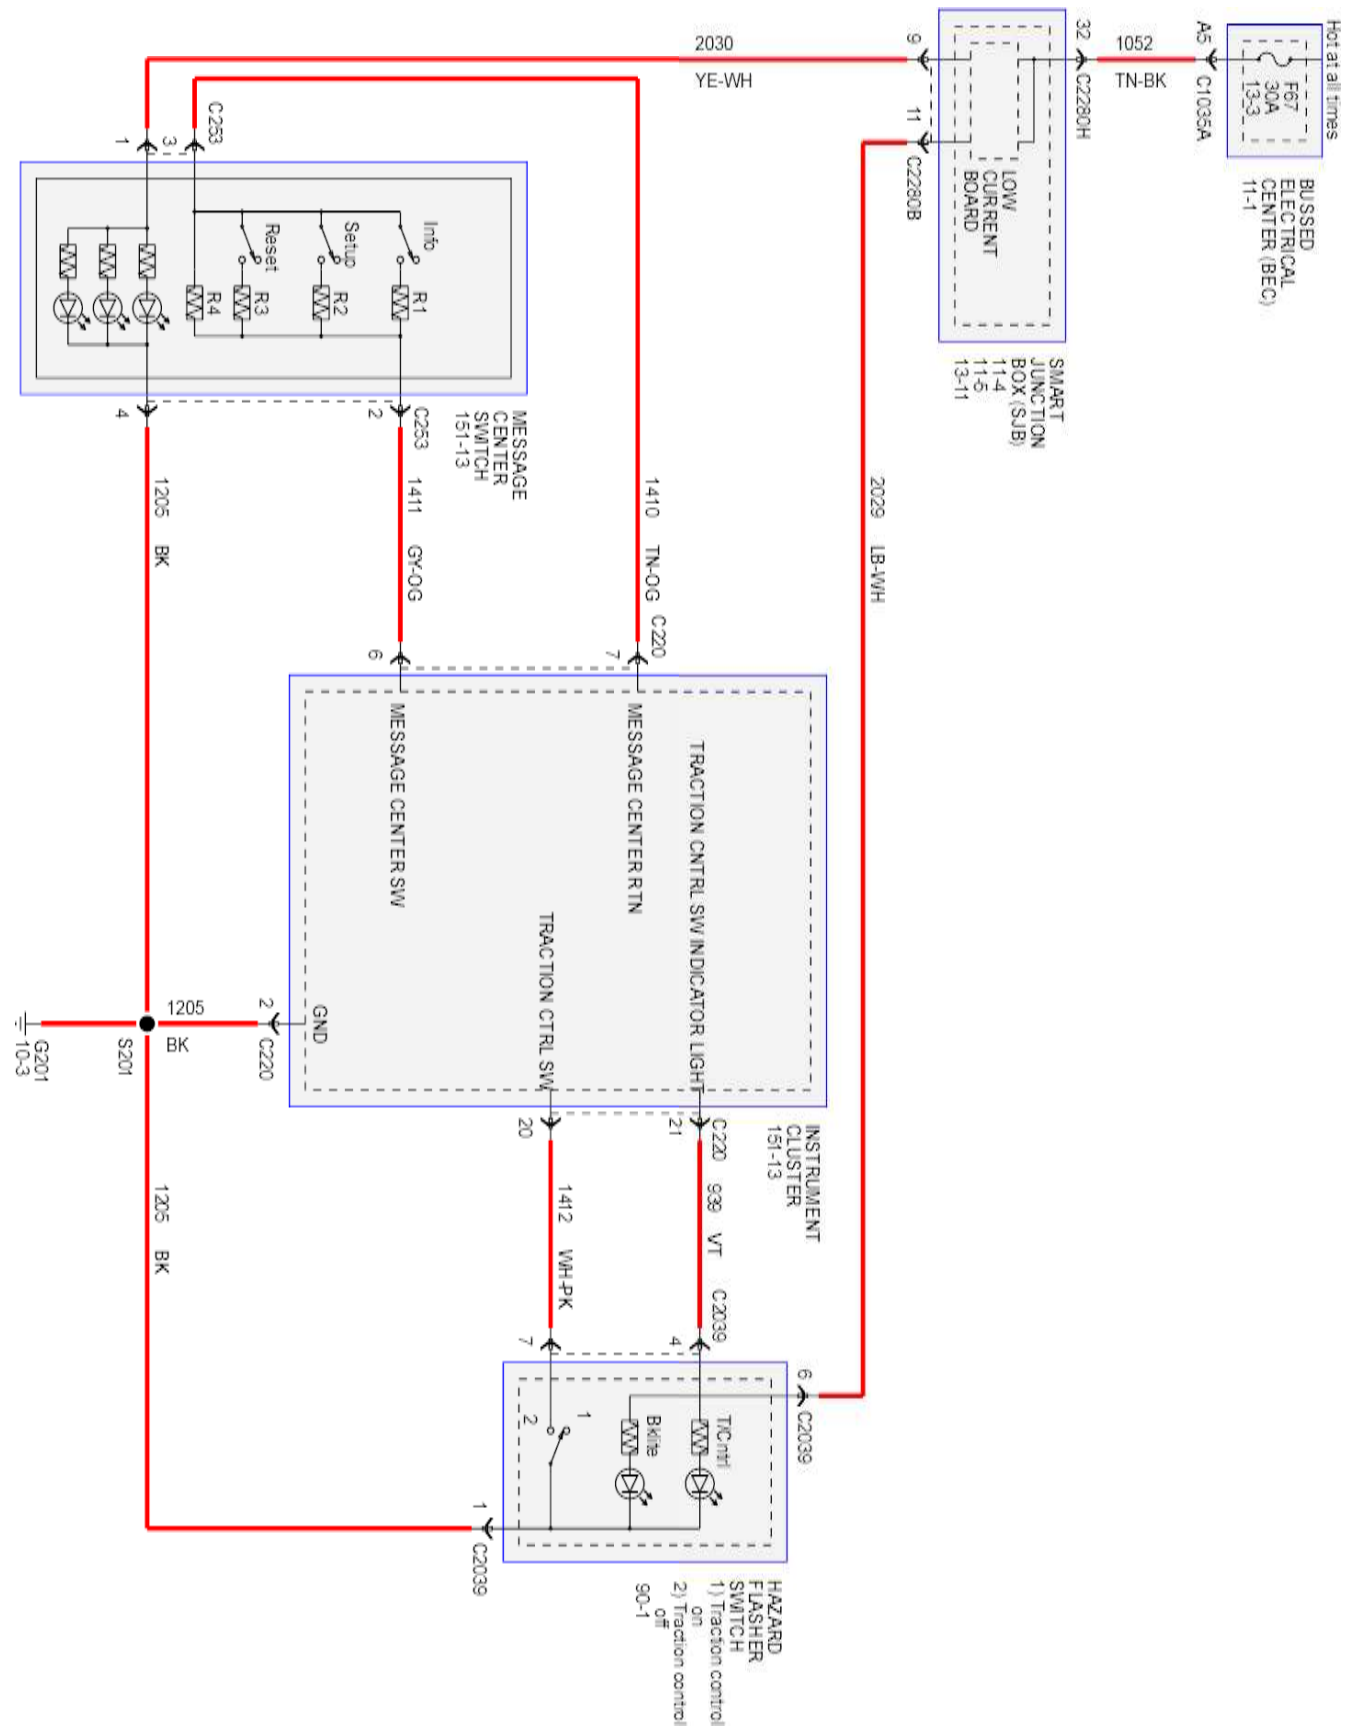 Hot at all times
F67
30A
13-3
BUSSED
ELECTRICAL
CENTER (BEC)
11-1
A5
C1035A
1052
TN-BK
32
C2280H
LOW
CURRENT
BOARD
SMART
JUNCTION
BOX (SJB)
11-4
11-5
13-11
9
11
C2280B
2030
YE-WH
2029 LB-WH
C253
1
3
Info
Setup
Reset
R1
R2
R3
R4
MESSAGE
CENTER
SWITCH
151-13
4
2
C253
1205 BK
1411 GY-OG
1410 TN-OG
C220
6
7
MESSAGE CENTER SW
MESSAGE CENTER RTN
TRACTION CNTRL SW INDICATOR LIGHT
TRACTION CTRL SW
GND
INSTRUMENT
CLUSTER
151-13
2
C220
1205
BK
S201
G201
10-3
20
21
C220
939 VT
1412 WH-PK
1205 BK
C2039
7
4
6
C2039
T/Cntrl
Bklite
1
2
1
C2039
HAZARD
FLASHER
SWITCH
1) Traction control
on
2) Traction control
off
90-1